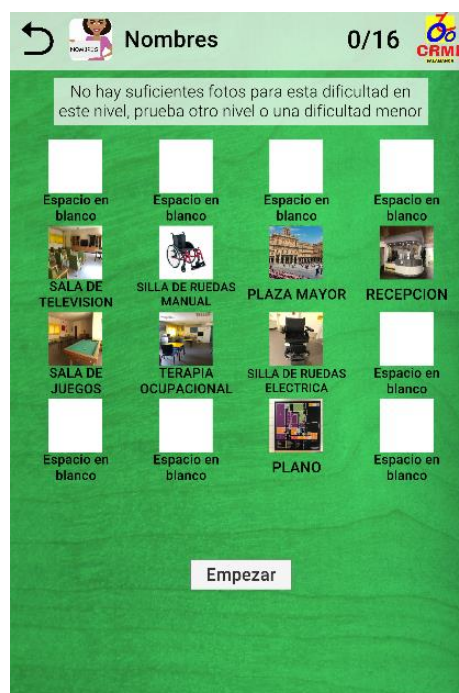 NOMBRES
Nombres
0/16
CRMF
No hay suficientes fotos para esta dificultad en
este nivel, prueba otro nivel o una dificultad menor
Espacio en
blanco
Espacio en
blanco
Espacio en
blanco
Espacio en
blanco
SALA DE
TELEVISION
SILLA DE RUEDAS
MANUAL
PLAZA MAYOR
RECEPCION
SALA DE
JUEGOS
TERAPIA
OCUPACIONAL
SILLA DE RUEDAS
ELECTRICA
Espacio en
blanco
Espacio en
blanco
Espacio en
blanco
PLANO
Espacio en
blanco
Empezar